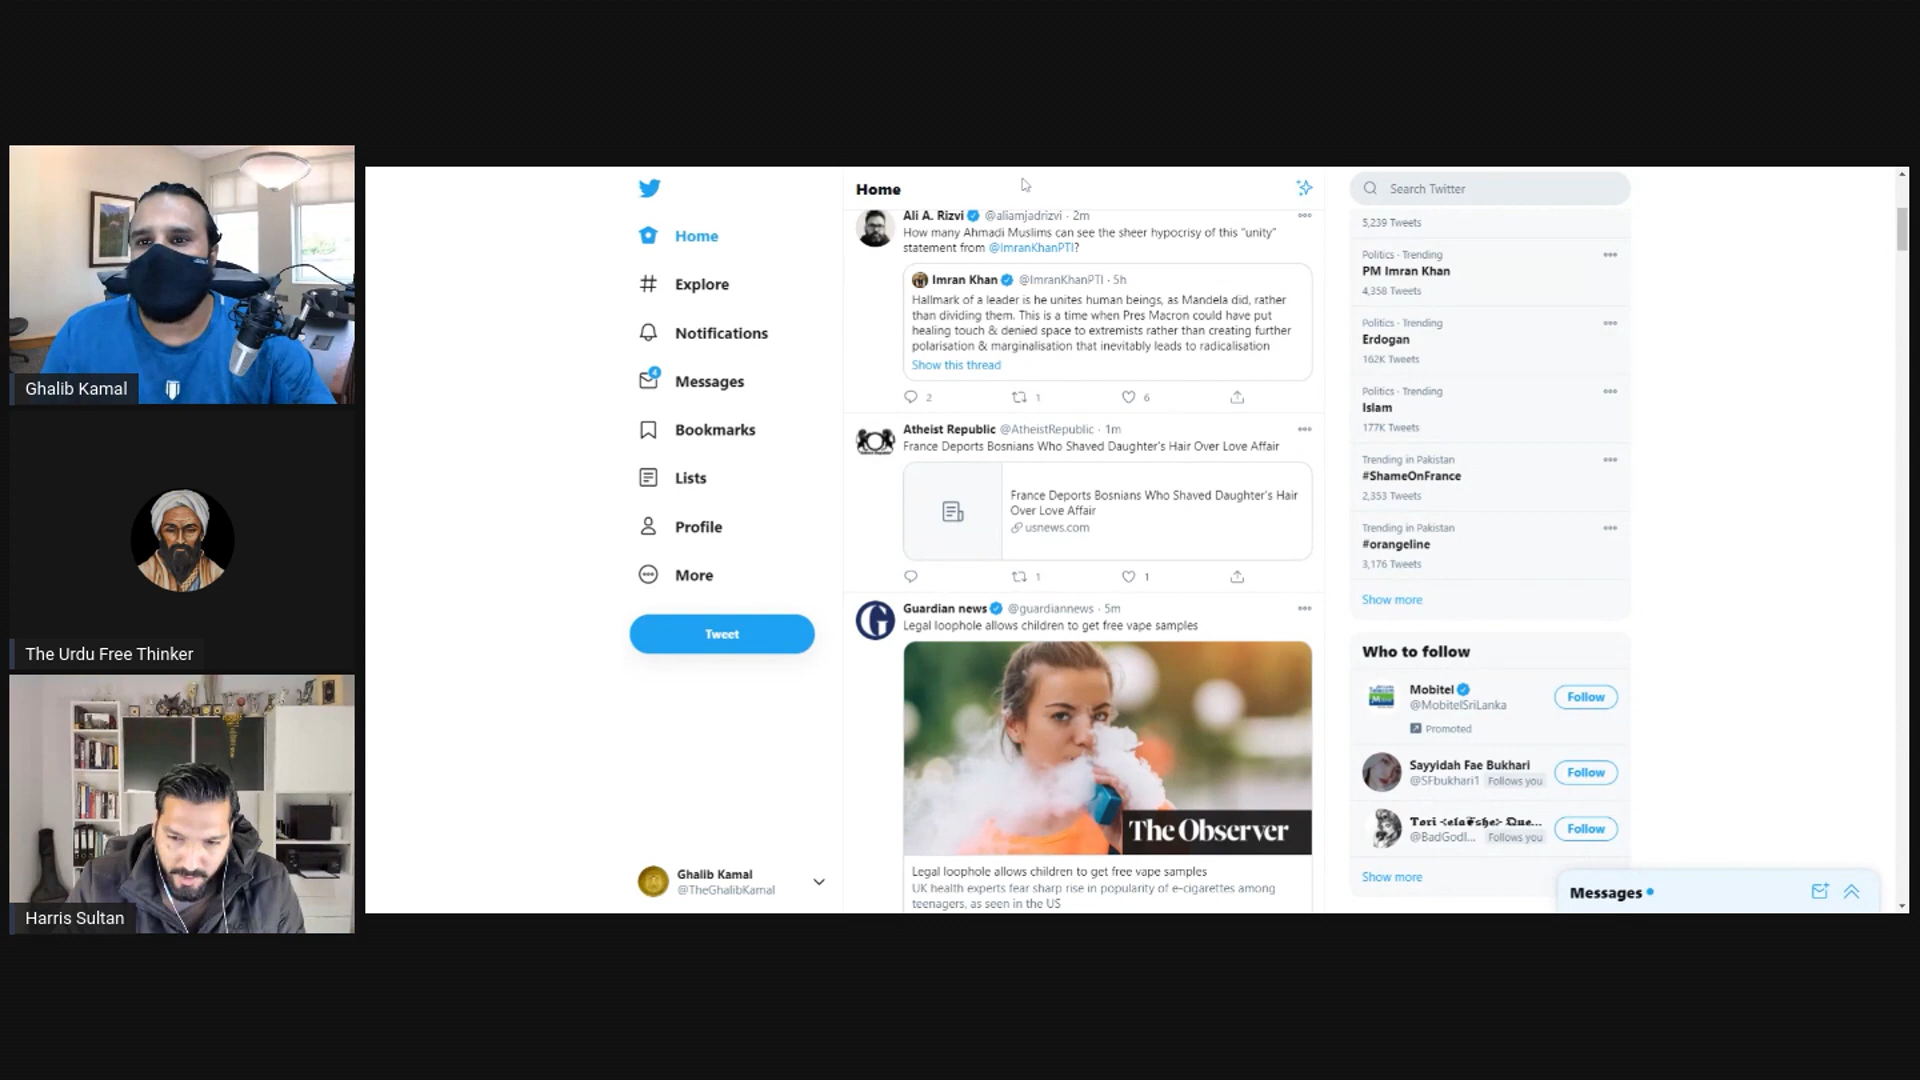 Ghalib Kamal
The Urdu Free Thinker
Harris Sultan
Home
Explore
Notifications
4
Messages
Bookmarks
Lists
Profile
More
Tweet
Ghalib Kamal
@TheGhalibKamal
Home
Ali A. Rizvi @aliamjadrizvi · 2m
How many Ahmadi Muslims can see the sheer hypocrisy of this "unity"
statement from @ImranKhanPTI?
Imran Khan @ImranKhanPTI · 5h
Hallmark of a leader is he unites human beings, as Mandela did, rather
than dividing them. This is a time when Pres Macron could have put
healing touch & denied space to extremists rather than creating further
polarisation & marginalisation that inevitably leads to radicalisation
Show this thread
2 1 6
Atheist Republic @AtheistRepublic · 1m
France Deports Bosnians Who Shaved Daughter's Hair Over Love Affair
France Deports Bosnians Who Shaved Daughter's Hair
Over Love Affair
usnews.com
1 1
Guardian news @guardiannews · 5m
Legal loophole allows children to get free vape samples
The Observer
Legal loophole allows children to get free vape samples
UK health experts fear sharp rise in popularity of e-cigarettes among
teenagers, as seen in the US
Search Twitter
5,239 Tweets
Politics · Trending
PM Imran Khan
4,358 Tweets
Politics · Trending
Erdogan
162K Tweets
Politics · Trending
Islam
177K Tweets
Trending in Pakistan
#ShameOnFrance
2,353 Tweets
Trending in Pakistan
#orangeline
3,176 Tweets
Show more
Who to follow
Mobitel
@MobitelSriLanka
Follow
Promoted
Sayyidah Fae Bukhari
@SFbukhari1 Follows you
Follow
@BadGodl... Follows you
Follow
Show more
Messages